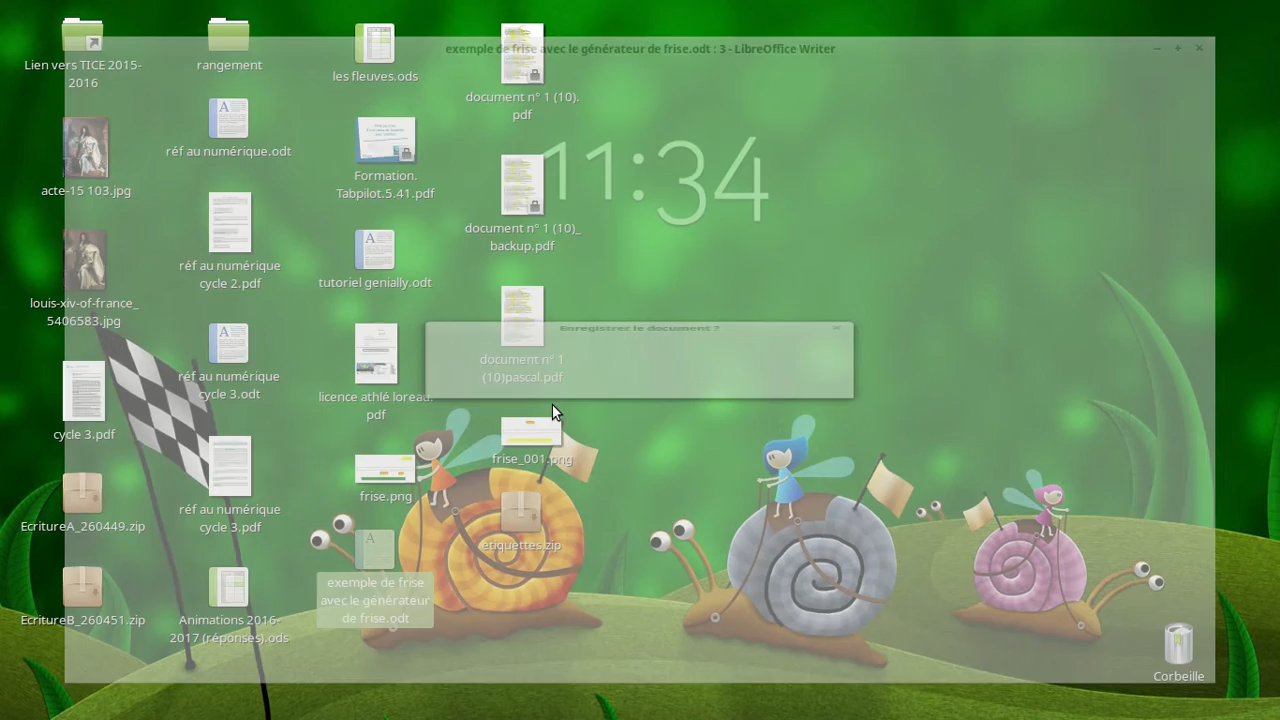 exemple de frise avec le générateur de frise.odt : 3 - LibreOffice Writer
Lien vers TICE 2015-
2016
acte-15 103.jpg
louis-xiv-of-france_
5406583.jpg
cycle 3.pdf
EcritureA_260449.zip
EcritureB_260451.zip
rangement
réf au numérique.odt
réf au numérique
cycle 2.pdf
réf au numérique
cycle 3.odt
réf au numérique
cycle 3.pdf
Animations 2016-
2017 (réponses).ods
les fleuves.ods
Formation.
Tabpilot.5.41.pdf
tutoriel genially.odt
licence athlé loreau.
pdf
frise.png
exemple de frise
avec le générateur
de frise.odt
document n° 1 (10).
pdf
document n° 1 (10)_
backup.pdf
document n° 1
(10)pascal.pdf
frise_001.png
etiquettes.zip
11:34
Enregistrer le document ?
Corbeille